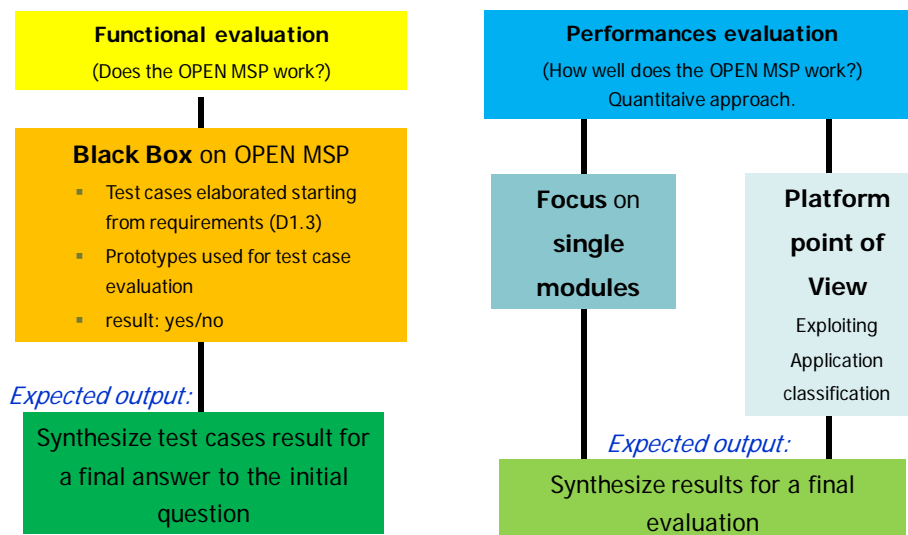 Functional evaluation
(Does the OPEN MSP work?)
Black Box on OPEN MSP
▪ Test cases elaborated starting
from requirements (D1.3)
▪ Prototypes used for test case
evaluation
▪ result: yes/no
Expected output:
Synthesize test cases result for
a final answer to the initial
question
Performances evaluation
(How well does the OPEN MSP work?)
Quantitaive approach.
Focus on
single
modules
Platform
point of
View
Exploiting
Application
classification
Expected output:
Synthesize results for a final
evaluation